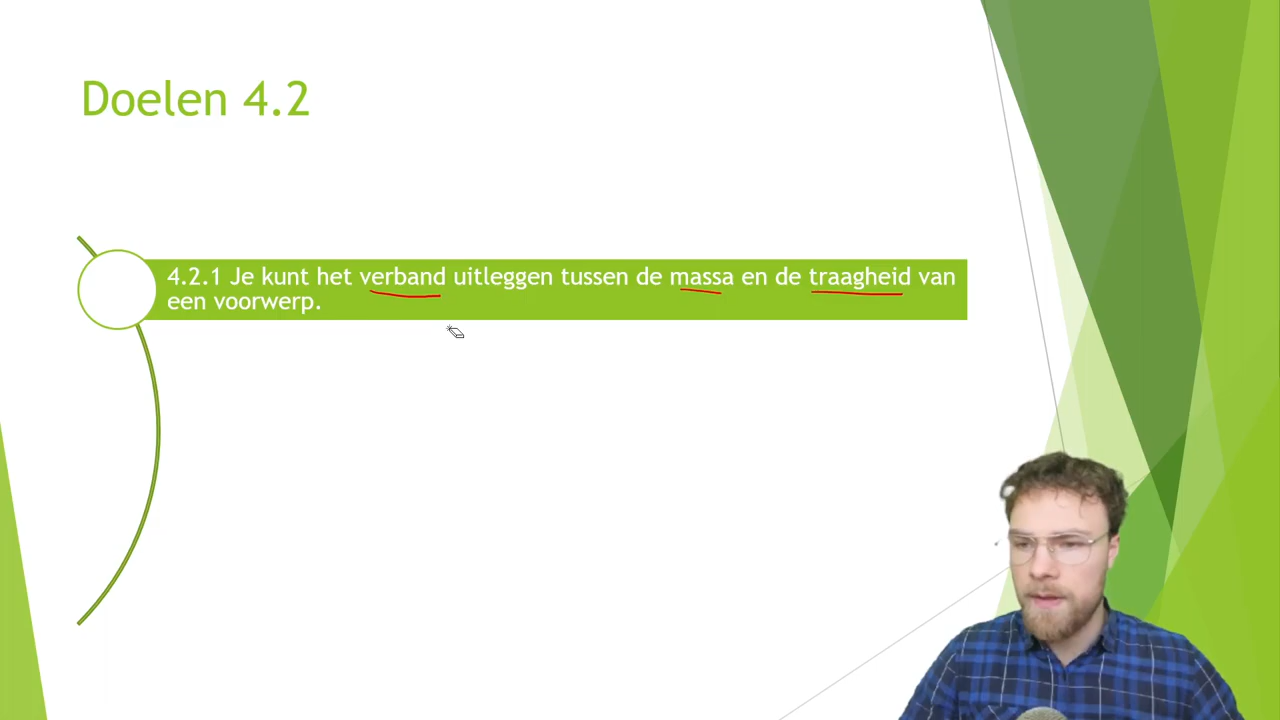 Doelen 4.2
4.2.1 Je kunt het verband uitleggen tussen de massa en de traagheid van
een voorwerp.